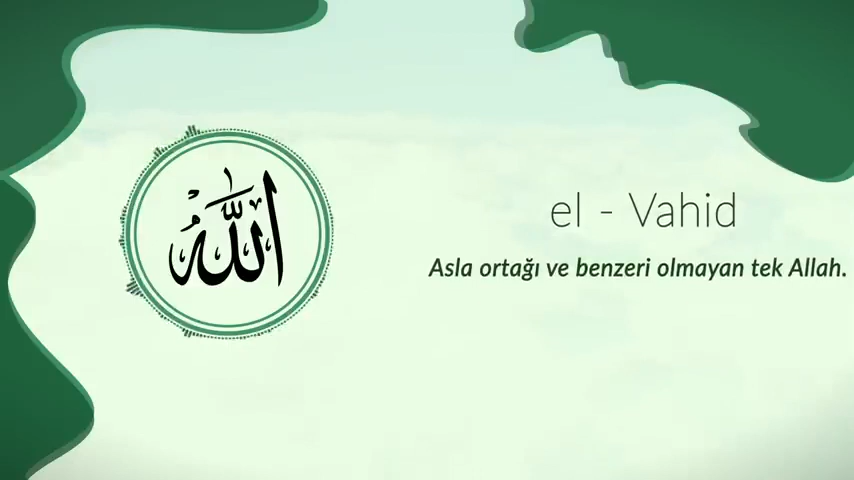 الله
el - Vahid
Asla ortağı ve benzeri olmayan tek Allah.